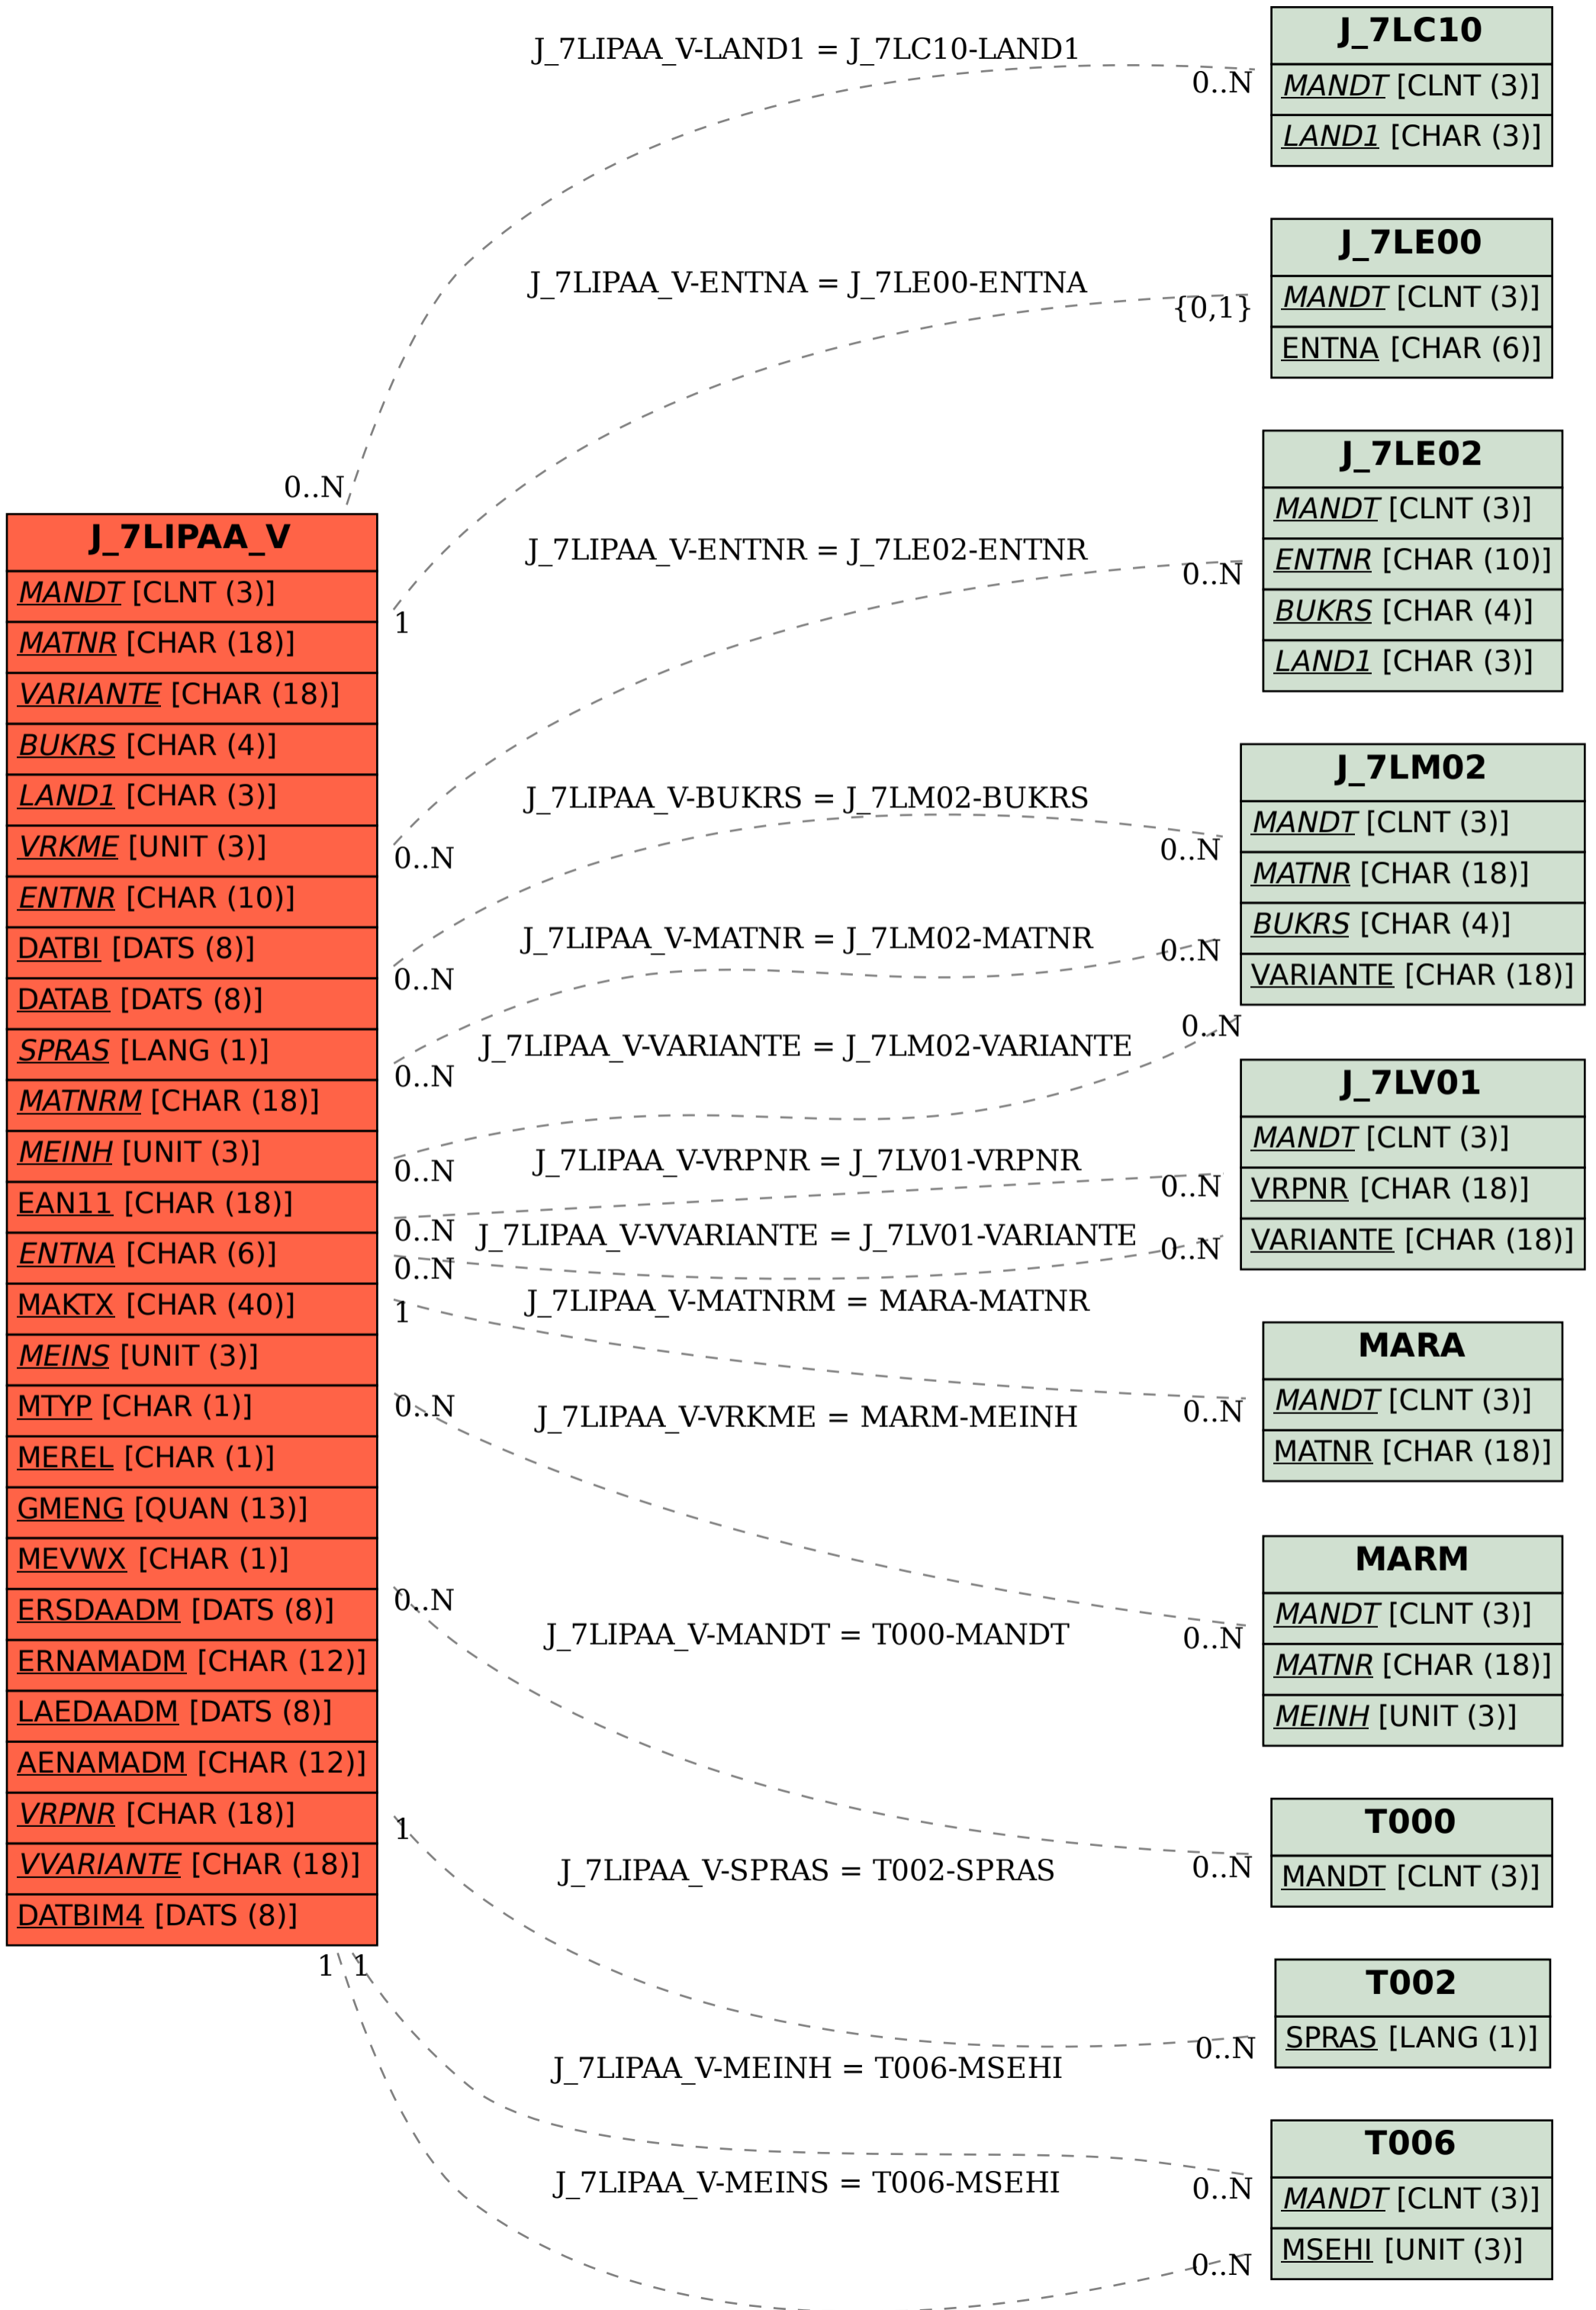 J_7LIPAA_V-LAND1 = J_7LC10-LAND1
0..N
0..N
J_7LC10
MANDT [CLNT (3)]
LAND1 [CHAR (3)]
J_7LIPAA_V-ENTNA = J_7LE00-ENTNA
{0,1}
1
J_7LE00
MANDT [CLNT (3)]
ENTNA [CHAR (6)]
J_7LIPAA_V-ENTNR = J_7LE02-ENTNR
0..N
0..N
J_7LE02
MANDT [CLNT (3)]
ENTNR [CHAR (10)]
BUKRS [CHAR (4)]
LAND1 [CHAR (3)]
J_7LIPAA_V
MANDT [CLNT (3)]
MATNR [CHAR (18)]
VARIANTE [CHAR (18)]
BUKRS [CHAR (4)]
LAND1 [CHAR (3)]
VRKME [UNIT (3)]
ENTNR [CHAR (10)]
DATBI [DATS (8)]
DATAB [DATS (8)]
SPRAS [LANG (1)]
MATNRM [CHAR (18)]
MEINH [UNIT (3)]
EAN11 [CHAR (18)]
ENTNA [CHAR (6)]
MAKTX [CHAR (40)]
MEINS [UNIT (3)]
MTYP [CHAR (1)]
MEREL [CHAR (1)]
GMENG [QUAN (13)]
MEVWX [CHAR (1)]
ERSDAADM [DATS (8)]
ERNAMADM [CHAR (12)]
LAEDAADM [DATS (8)]
AENAMADM [CHAR (12)]
VRPNR [CHAR (18)]
VVARIANTE [CHAR (18)]
DATBIM4 [DATS (8)]
J_7LIPAA_V-BUKRS = J_7LM02-BUKRS
0..N
0..N
J_7LIPAA_V-MATNR = J_7LM02-MATNR
0..N
0..N
J_7LIPAA_V-VARIANTE = J_7LM02-VARIANTE
0..N
0..N
J_7LM02
MANDT [CLNT (3)]
MATNR [CHAR (18)]
BUKRS [CHAR (4)]
VARIANTE [CHAR (18)]
J_7LIPAA_V-VRPNR = J_7LV01-VRPNR
0..N
0..N
J_7LIPAA_V-VVARIANTE = J_7LV01-VARIANTE
0..N
0..N
J_7LV01
MANDT [CLNT (3)]
VRPNR [CHAR (18)]
VARIANTE [CHAR (18)]
J_7LIPAA_V-MATNRM = MARA-MATNR
1
0..N
MARA
MANDT [CLNT (3)]
MATNR [CHAR (18)]
J_7LIPAA_V-VRKME = MARM-MEINH
0..N
0..N
MARM
MANDT [CLNT (3)]
MATNR [CHAR (18)]
MEINH [UNIT (3)]
J_7LIPAA_V-MANDT = T000-MANDT
0..N
0..N
T000
MANDT [CLNT (3)]
J_7LIPAA_V-SPRAS = T002-SPRAS
1
0..N
T002
SPRAS [LANG (1)]
J_7LIPAA_V-MEINH = T006-MSEHI
1
0..N
J_7LIPAA_V-MEINS = T006-MSEHI
1
0..N
T006
MANDT [CLNT (3)]
MSEHI [UNIT (3)]